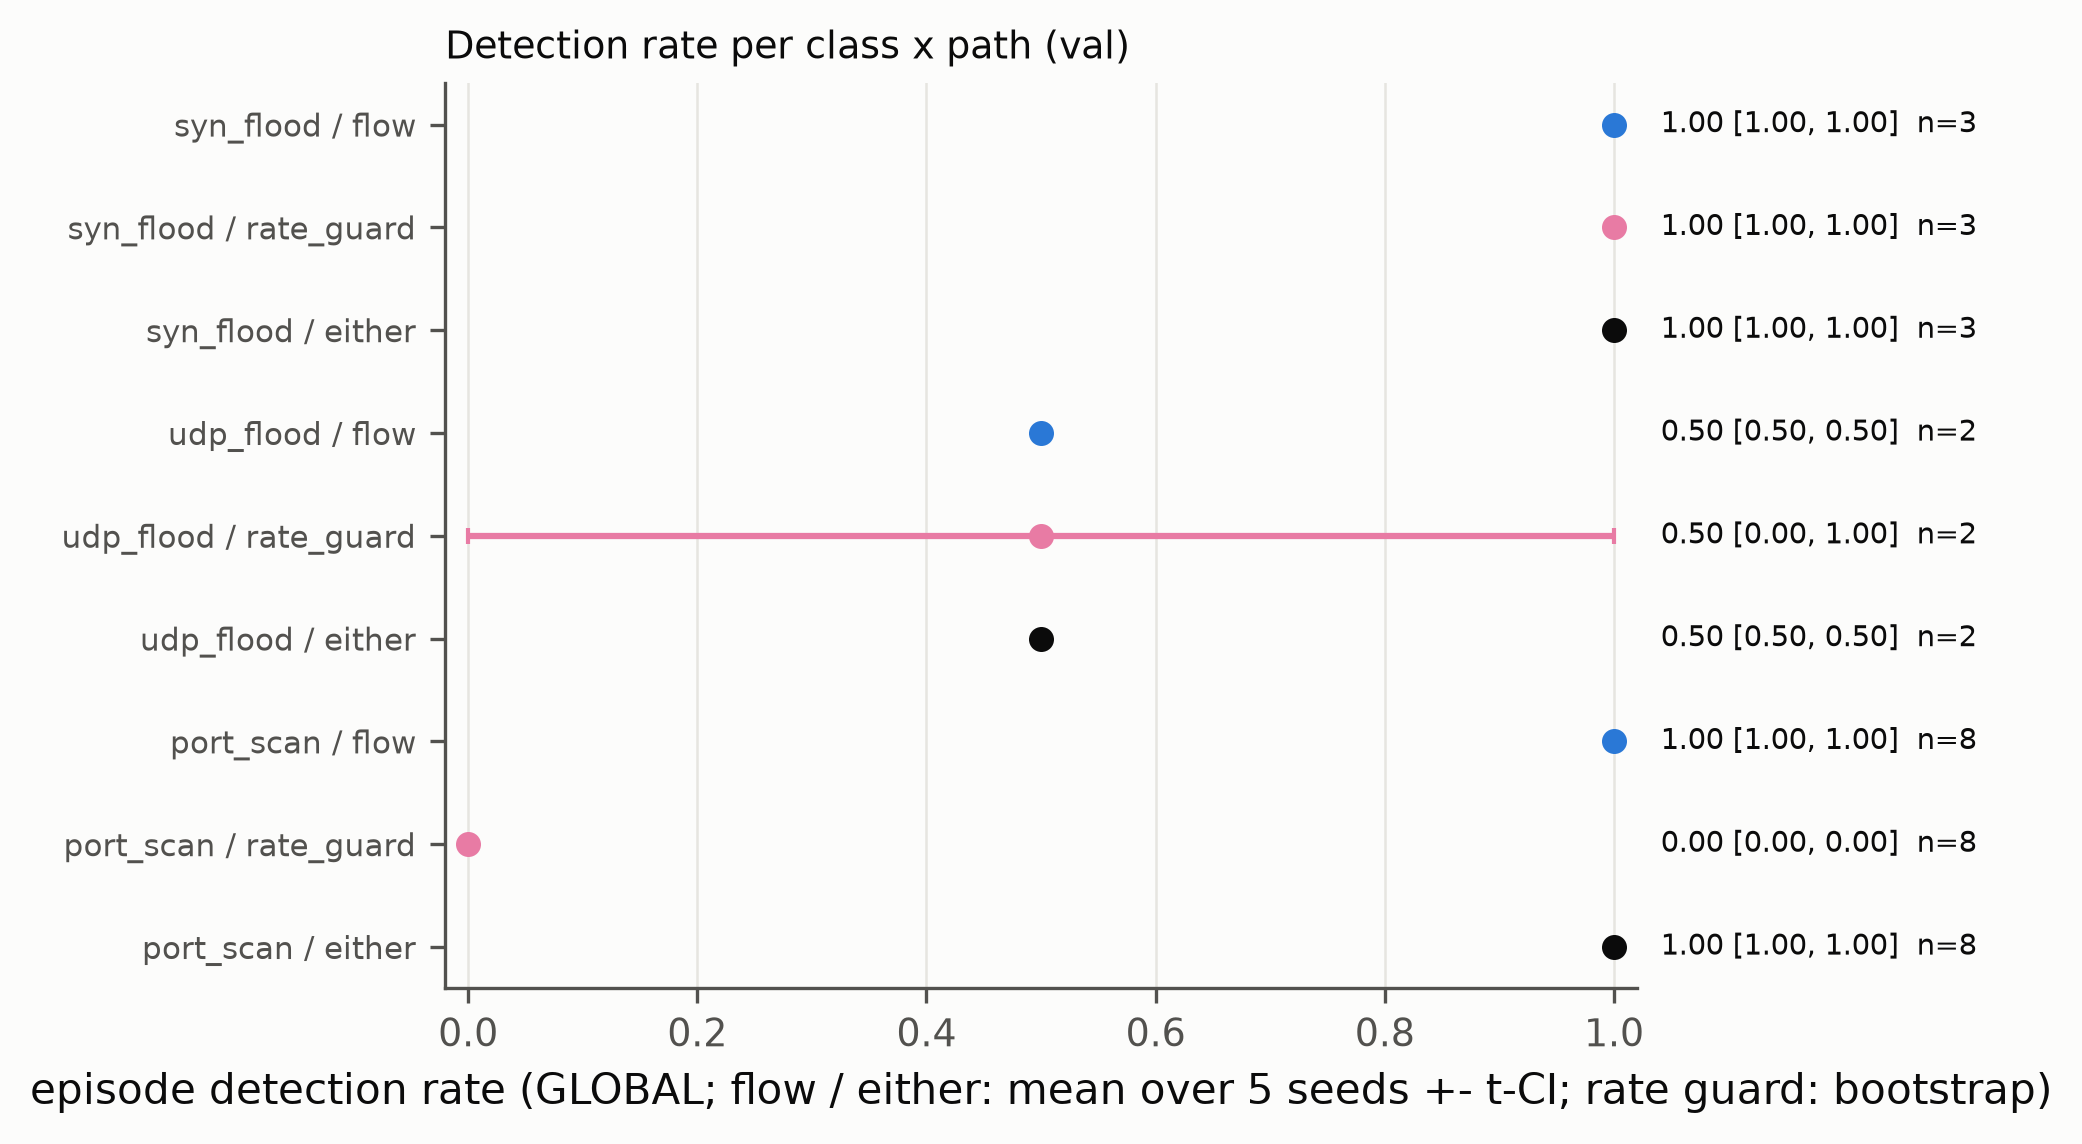 Detection rate per class x path (val)
syn_flood / flow 1.00 [1.00, 1.00] n=3
syn_flood / rate_guard 1.00 [1.00, 1.00] n=3
syn_flood / either 1.00 [1.00, 1.00] n=3
udp_flood / flow 0.50 [0.50, 0.50] n=2
udp_flood / rate_guard 0.50 [0.00, 1.00] n=2
udp_flood / either 0.50 [0.50, 0.50] n=2
port_scan / flow 1.00 [1.00, 1.00] n=8
port_scan / rate_guard 0.00 [0.00, 0.00] n=8
port_scan / either 1.00 [1.00, 1.00] n=8
0.0 0.2 0.4 0.6 0.8 1.0
episode detection rate (GLOBAL; flow / either: mean over 5 seeds +- t-CI; rate guard: bootstrap)